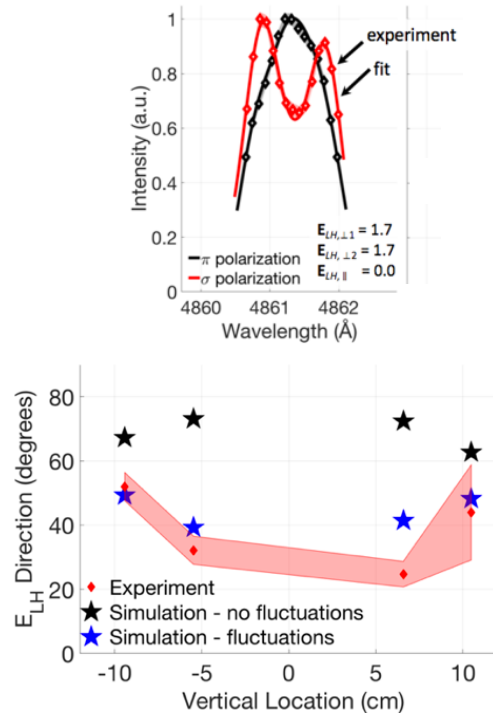 1
0.8
0.6
0.4
0.2
0
Intensity (a.u.)
experiment
fit
E_LH,⊥1 = 1.7
E_LH,⊥2 = 1.7
E_LH,∥ = 0.0
π polarization
σ polarization
4860 4861 4862
Wavelength (Å)
80
60
40
20
0
E_LH Direction (degrees)
Experiment
Simulation - no fluctuations
Simulation - fluctuations
-10 -5 0 5 10
Vertical Location (cm)